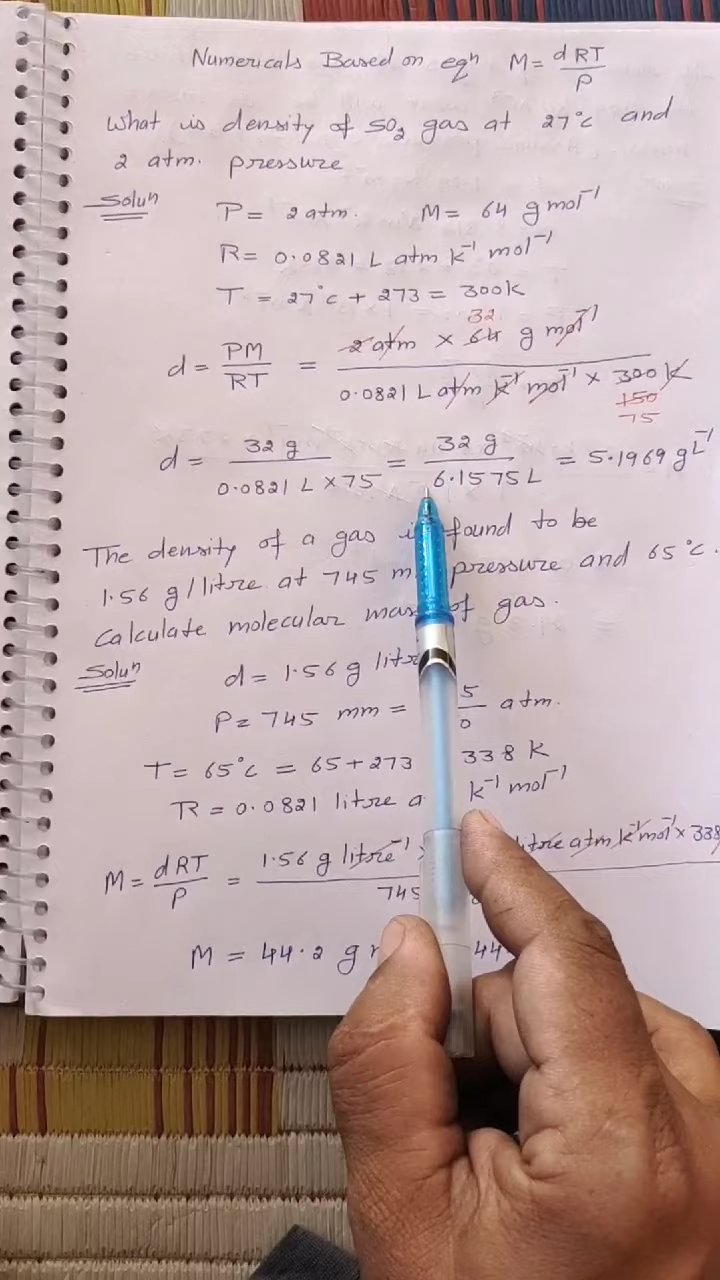 Numericals Based on eqn M = dRT/P
What is density of SO2 gas at 27°C and
2 atm. pressure
Solun
P = 2 atm. M = 64 g mol⁻¹
R = 0.0821 L atm k⁻¹ mol⁻¹
T = 27°C + 273 = 300K
32
d = PM/RT = 2 atm × 64 g mol⁻¹ / 0.0821 L atm k⁻¹ mol⁻¹ × 300 K
150
75
d = 32 g / 0.0821 L × 75 = 32 g / 6.1575 L = 5.1969 g L⁻¹
The density of a gas found to be
1.56 g/litre at 745 pressure and 65°C.
Calculate molecular of gas.
Solun
d = 1.56 g
P = 745 mm = atm.
T = 65°C = 65 + 273 338 K
R = 0.0821 litre k⁻¹ mol⁻¹
M = dRT/P = 1.56 g litre⁻¹ litre atm k⁻¹ mol⁻¹ × 338 / 745
M = 44.2 g